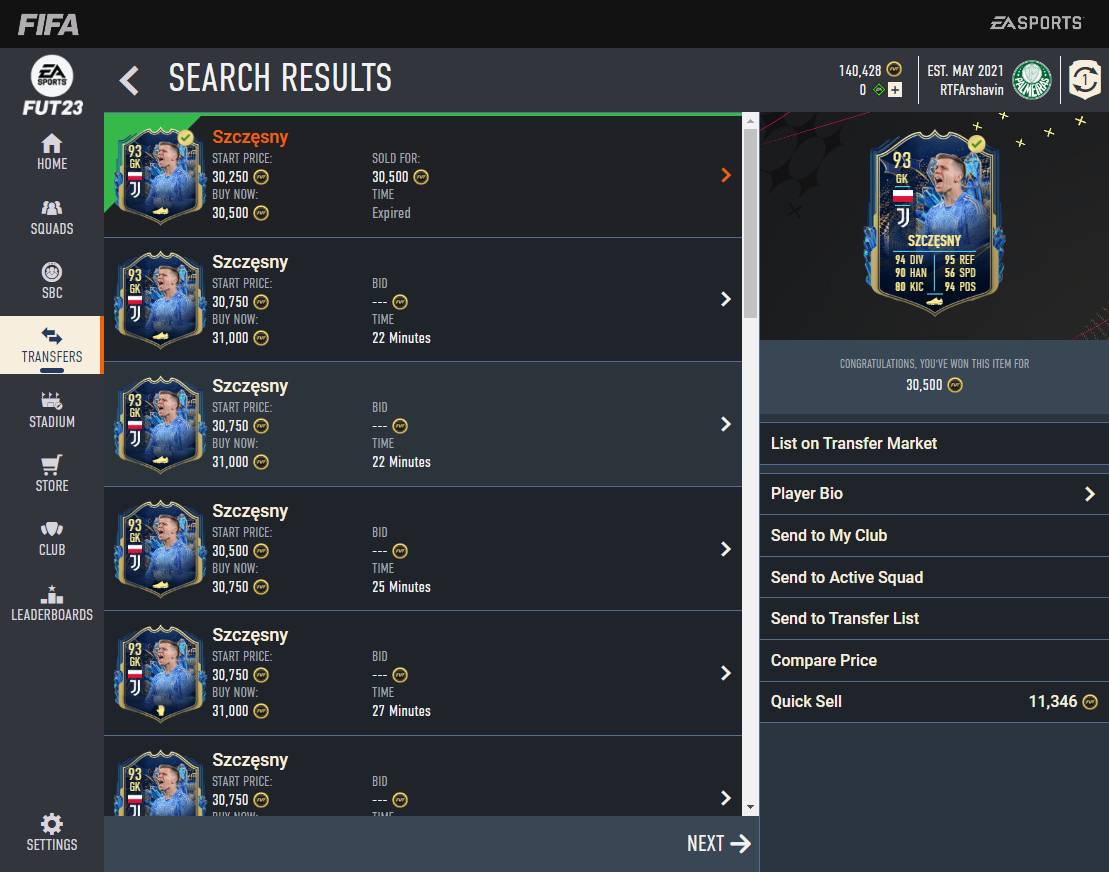 FIFA
EA SPORTS
EA
SPORTS
FUT23
HOME
SQUADS
SBC
TRANSFERS
STADIUM
STORE
CLUB
LEADERBOARDS
SETTINGS
SEARCH RESULTS
140,428
0
EST. MAY 2021
RTFArshavin
PALMEIRAS
1
93
GK
Szczęsny
START PRICE:
30,250
BUY NOW:
30,500
SOLD FOR:
30,500
TIME
Expired
93
GK
Szczęsny
START PRICE:
30,750
BUY NOW:
31,000
BID
---
TIME
22 Minutes
93
GK
Szczęsny
START PRICE:
30,750
BUY NOW:
31,000
BID
---
TIME
22 Minutes
93
GK
Szczęsny
START PRICE:
30,500
BUY NOW:
30,750
BID
---
TIME
25 Minutes
93
GK
Szczęsny
START PRICE:
30,750
BUY NOW:
31,000
BID
---
TIME
27 Minutes
93
GK
Szczęsny
START PRICE:
30,750
BUY NOW:
BID
---
TIME
NEXT
93
GK
SZCZĘSNY
94 DIV 95 REF
90 HAN 56 SPD
80 KIC 94 POS
CONGRATULATIONS, YOU'VE WON THIS ITEM FOR
30,500
List on Transfer Market
Player Bio
Send to My Club
Send to Active Squad
Send to Transfer List
Compare Price
Quick Sell 11,346